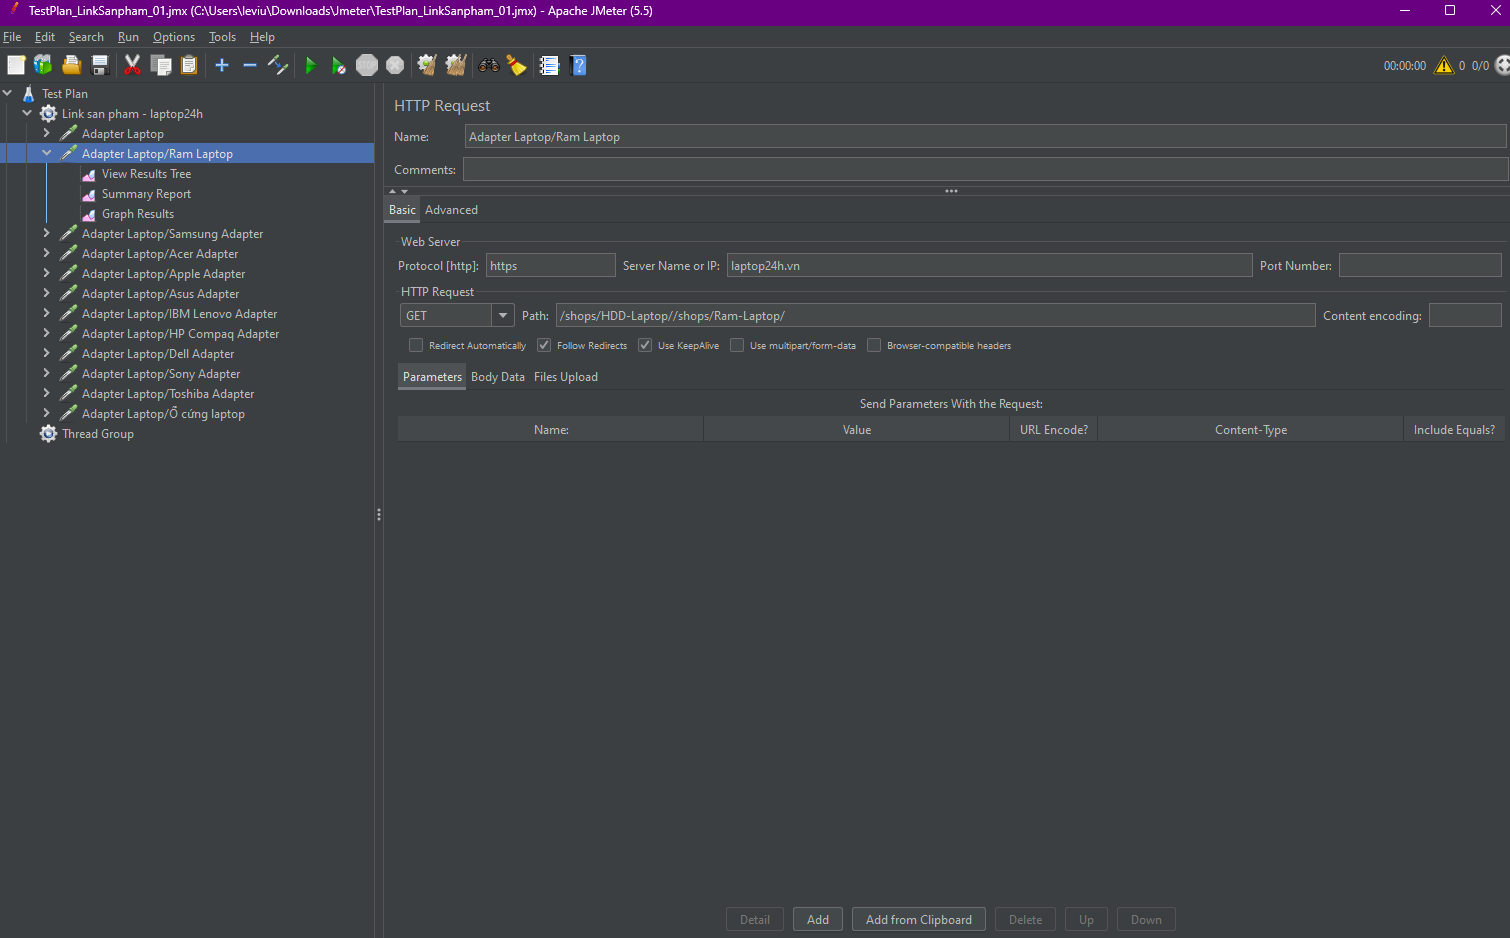 TestPlan_LinkSanpham_01.jmx (C:\Users\leviu\Downloads\Jmeter\TestPlan_LinkSanpham_01.jmx) - Apache JMeter (5.5)
File Edit Search Run Options Tools Help
STOP 00:00:00 0 0/0
Test Plan
Link san pham - laptop24h
Adapter Laptop
Adapter Laptop/Ram Laptop
View Results Tree
Summary Report
Graph Results
Adapter Laptop/Samsung Adapter
Adapter Laptop/Acer Adapter
Adapter Laptop/Apple Adapter
Adapter Laptop/Asus Adapter
Adapter Laptop/IBM Lenovo Adapter
Adapter Laptop/HP Compaq Adapter
Adapter Laptop/Dell Adapter
Adapter Laptop/Sony Adapter
Adapter Laptop/Toshiba Adapter
Adapter Laptop/Ổ cứng laptop
Thread Group
HTTP Request
Name: Adapter Laptop/Ram Laptop
Comments:
Basic Advanced
Web Server
Protocol [http]: https Server Name or IP: laptop24h.vn Port Number:
HTTP Request
GET Path: /shops/HDD-Laptop//shops/Ram-Laptop/ Content encoding:
Redirect Automatically Follow Redirects Use KeepAlive Use multipart/form-data Browser-compatible headers
Parameters Body Data Files Upload
Send Parameters With the Request:
Name: Value URL Encode? Content-Type Include Equals?
Detail Add Add from Clipboard Delete Up Down